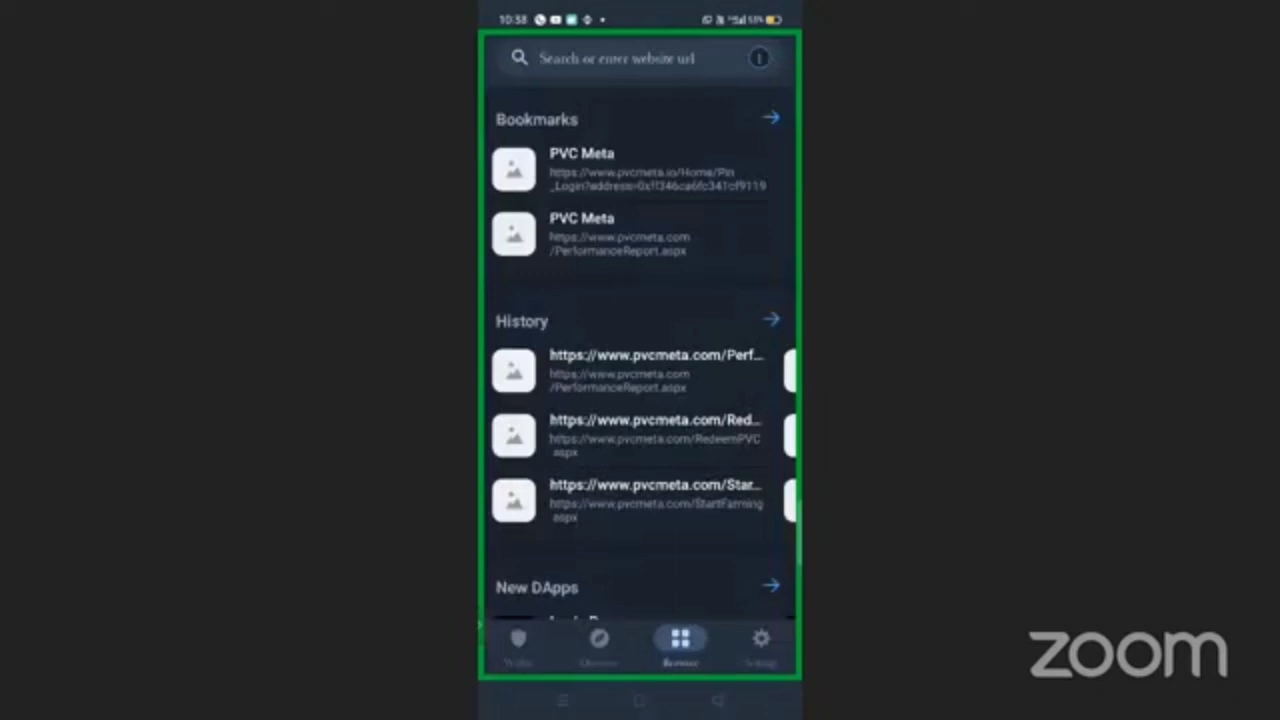 10:38
Search or enter website url
Bookmarks
PVC Meta
https://www.pvcmeta.io/Home/Pin
_Login?address=0xff346ca6fc341cf9119
PVC Meta
https://www.pvcmeta.com
/PerformanceReport.aspx
History
https://www.pvcmeta.com/Perf...
https://www.pvcmeta.com
/PerformanceReport.aspx
https://www.pvcmeta.com/Red...
https://www.pvcmeta.com/RedeemPVC
.aspx
https://www.pvcmeta.com/Star...
https://www.pvcmeta.com/StartFarming
.aspx
New DApps
Browser
zoom